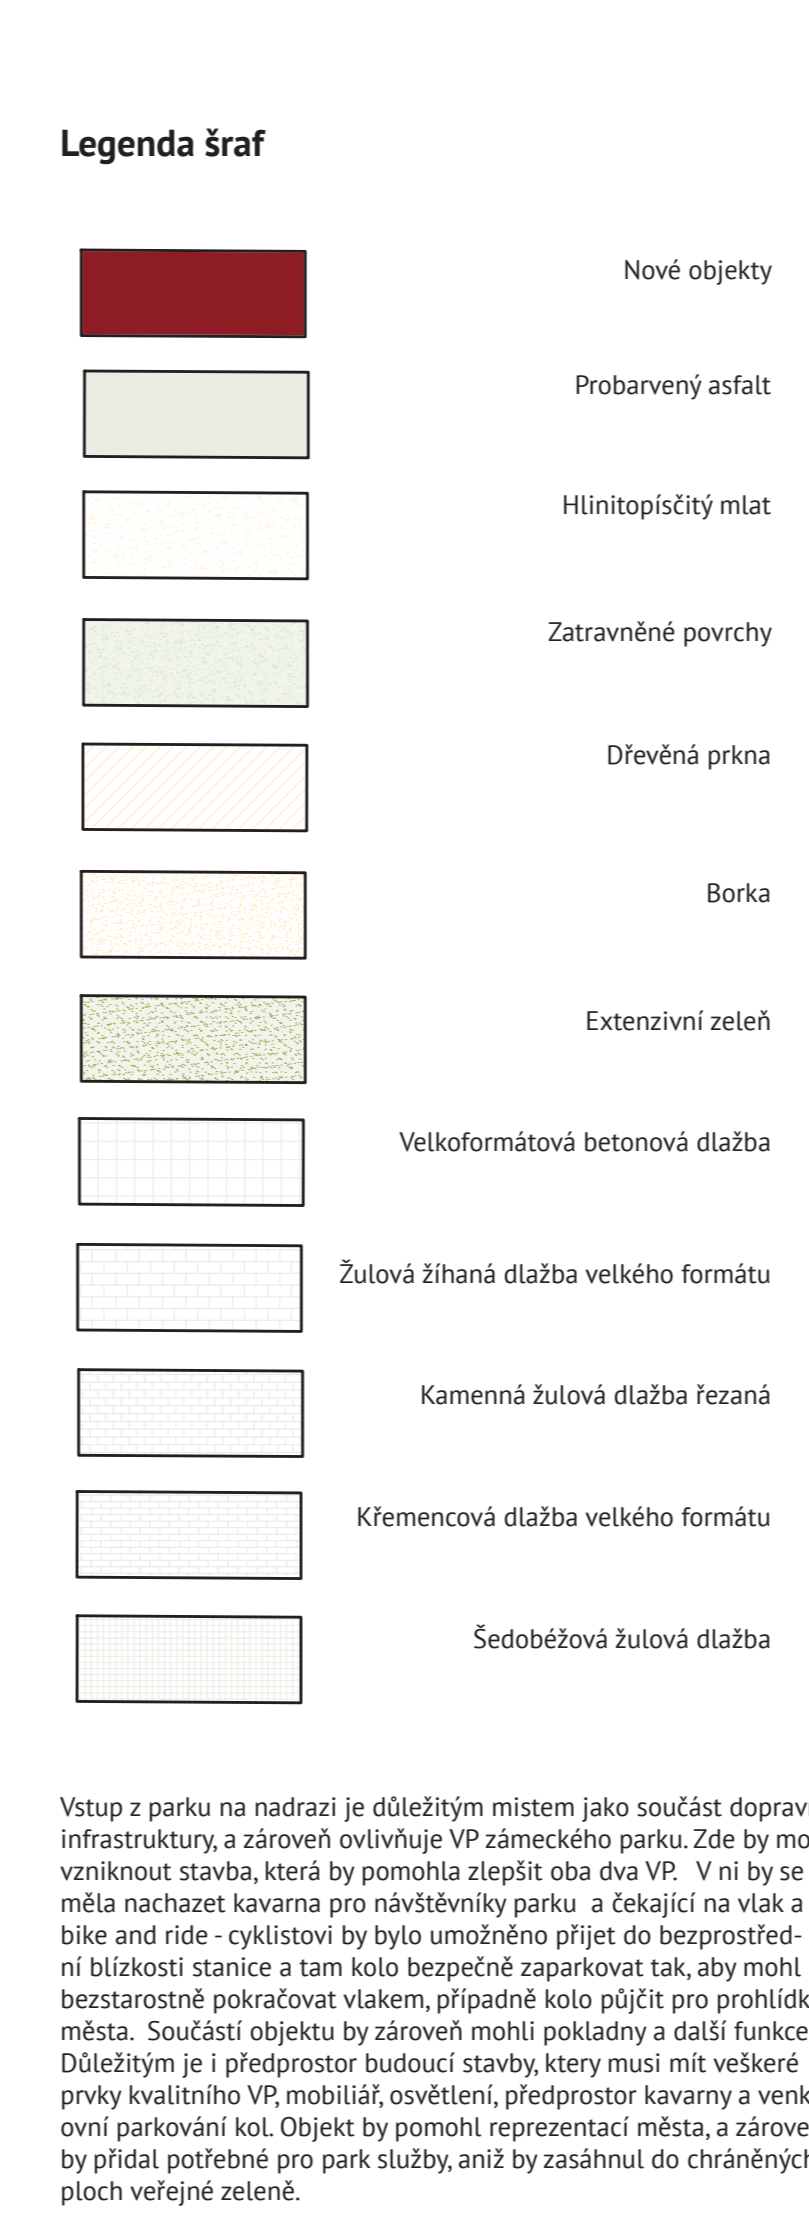 Legenda šraf
Nové objekty
Probarvený asfalt
Hlinitopísčitý mlat
Zatravněné povrchy
Dřevěná prkna
Borka
Extenzivní zeleň
Velkoformátová betonová dlažba
Žulová žíhaná dlažba velkého formátu
Kamenná žulová dlažba řezaná
Křemencová dlažba velkého formátu
Šedobéžová žulová dlažba
Vstup z parku na nadrazi je důležitým mistem jako součást dopravn
infrastruktury, a zároveň ovlivňuje VP zámeckého parku. Zde by mo
vzniknout stavba, která by pomohla zlepšit oba dva VP. V ni by se
měla nachazet kavarna pro návštěvníky parku a čekající na vlak a
bike and ride - cyklistovi by bylo umožněno přijet do bezprostřed-
ní blízkosti stanice a tam kolo bezpečně zaparkovat tak, aby mohl
bezstarostně pokračovat vlakem, případně kolo půjčit pro prohlídk
města. Součástí objektu by zároveň mohli pokladny a další funkce
Důležitým je i předprostor budoucí stavby, ktery musi mít veškeré
prvky kvalitního VP, mobiliář, osvětlení, předprostor kavarny a venk
ovní parkování kol. Objekt by pomohl reprezentací města, a zárove
by přidal potřebné pro park služby, aniž by zasáhnul do chráněných
ploch veřejné zeleně.